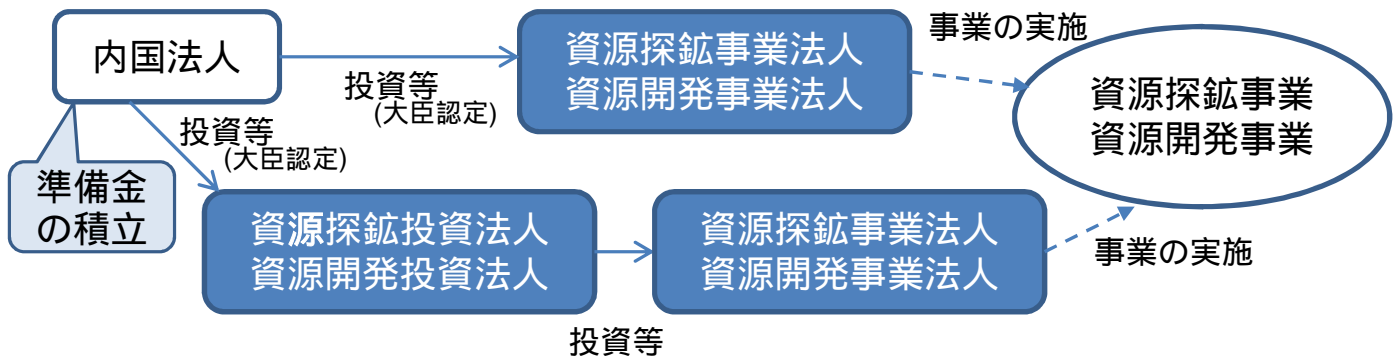 内国法人
投資等
(大臣認定)
資源探鉱事業法人
資源開発事業法人
事業の実施
資源探鉱事業
資源開発事業
準備金
の積立
投資等
(大臣認定)
資源探鉱投資法人
資源開発投資法人
投資等
資源探鉱事業法人
資源開発事業法人
事業の実施